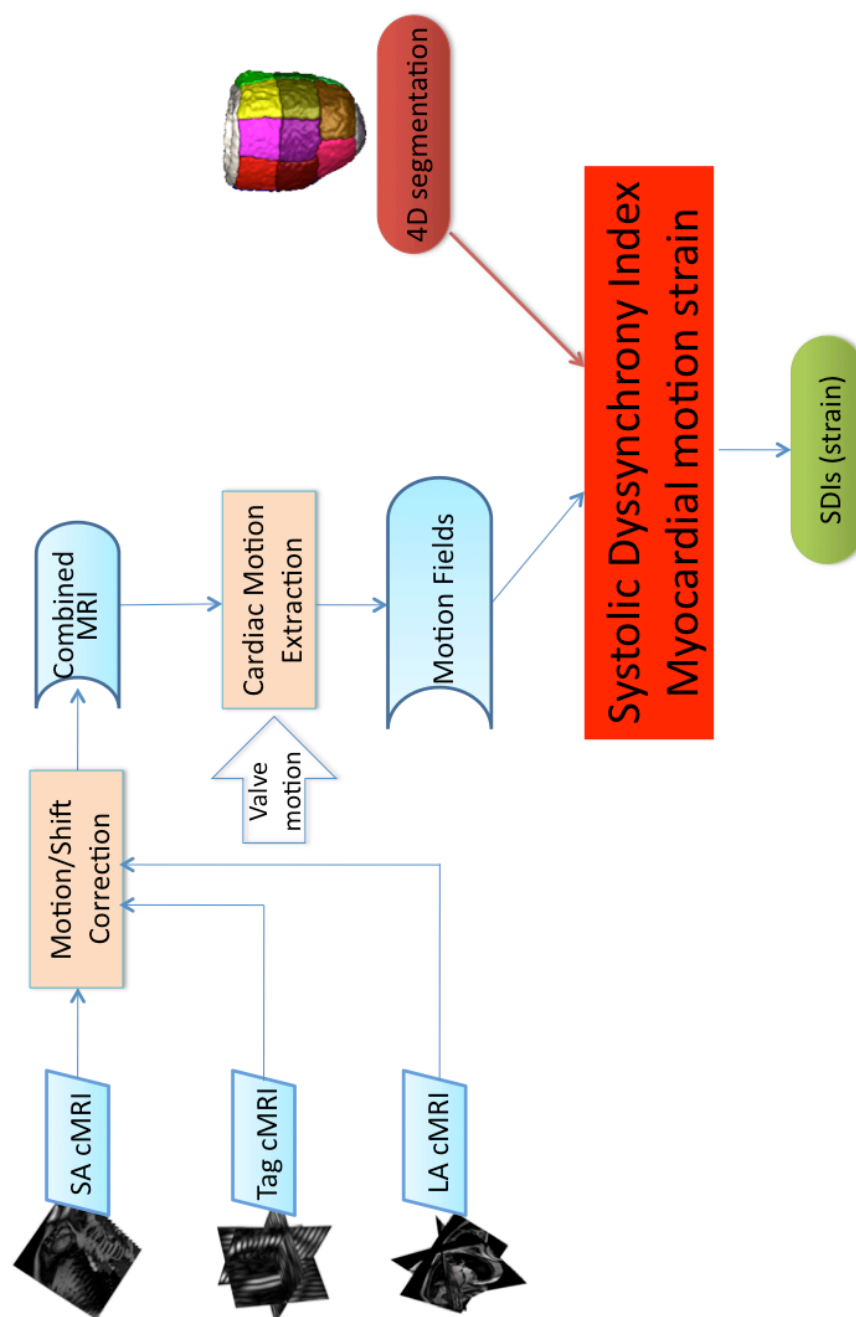 SA cMRI
Tag cMRI
LA cMRI
Motion/Shift
Correction
Combined
MRI
Valve
motion
Cardiac Motion
Extraction
Motion Fields
4D segmentation
Systolic Dyssynchrony Index
Myocardial motion strain
SDIs (strain)